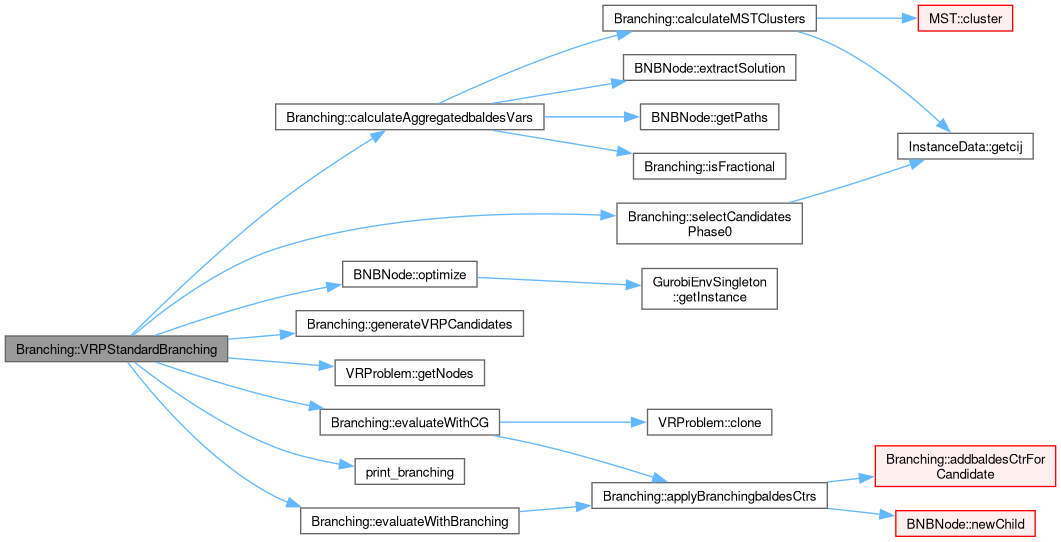 Branching::calculateMSTClusters
MST::cluster
BNBNode::extractSolution
Branching::calculateAggregatedbaldesVars
BNBNode::getPaths
InstanceData::getcij
Branching::isFractional
Branching::selectCandidates
Phase0
BNBNode::optimize
GurobiEnvSingleton
::getInstance
Branching::generateVRPCandidates
Branching::VRPStandardBranching
VRProblem::getNodes
Branching::evaluateWithCG
VRProblem::clone
print_branching
Branching::addbaldesCtrFor
Candidate
Branching::applyBranchingbaldesCtrs
Branching::evaluateWithBranching
BNBNode::newChild